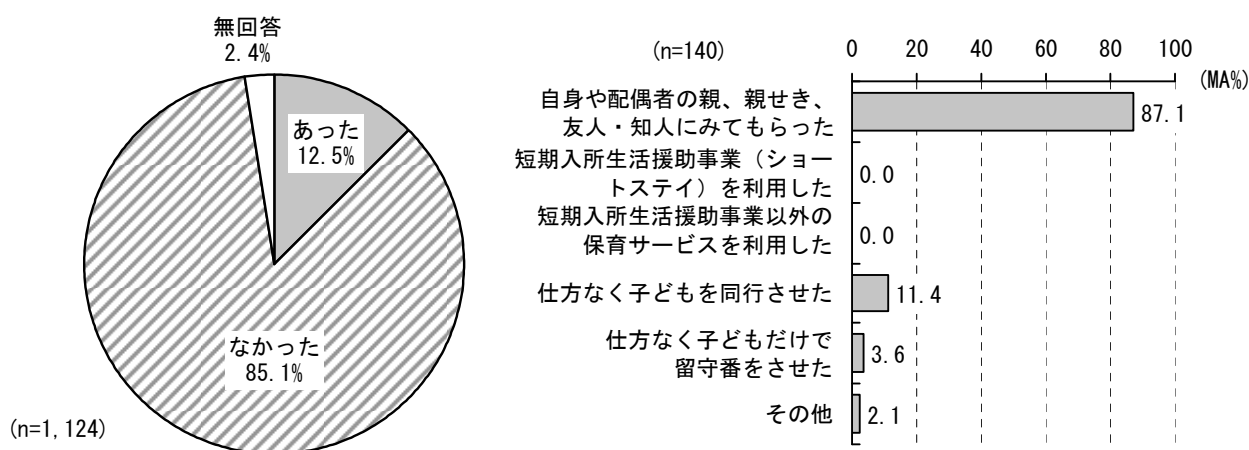 無回答
2.4%
あった
12.5%
なかった
85.1%
(n=1,124)
(n=140)
0 20 40 60 80 100
(MA%)
自身や配偶者の親、親せき、
友人・知人にみてもらった
87.1
短期入所生活援助事業（ショー
トステイ）を利用した
0.0
短期入所生活援助事業以外の
保育サービスを利用した
0.0
仕方なく子どもを同行させた
11.4
仕方なく子どもだけで
留守番をさせた
3.6
その他
2.1